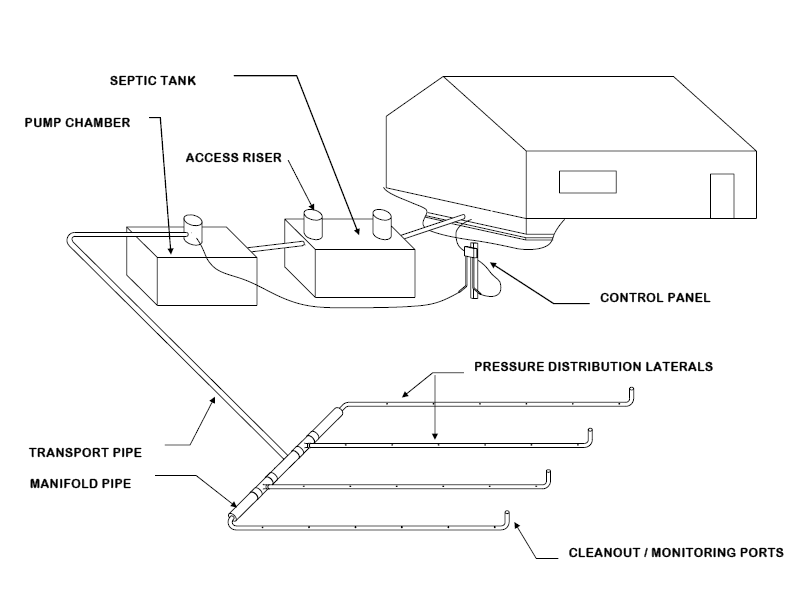 SEPTIC TANK
PUMP CHAMBER
ACCESS RISER
CONTROL PANEL
PRESSURE DISTRIBUTION LATERALS
TRANSPORT PIPE
MANIFOLD PIPE
CLEANOUT / MONITORING PORTS